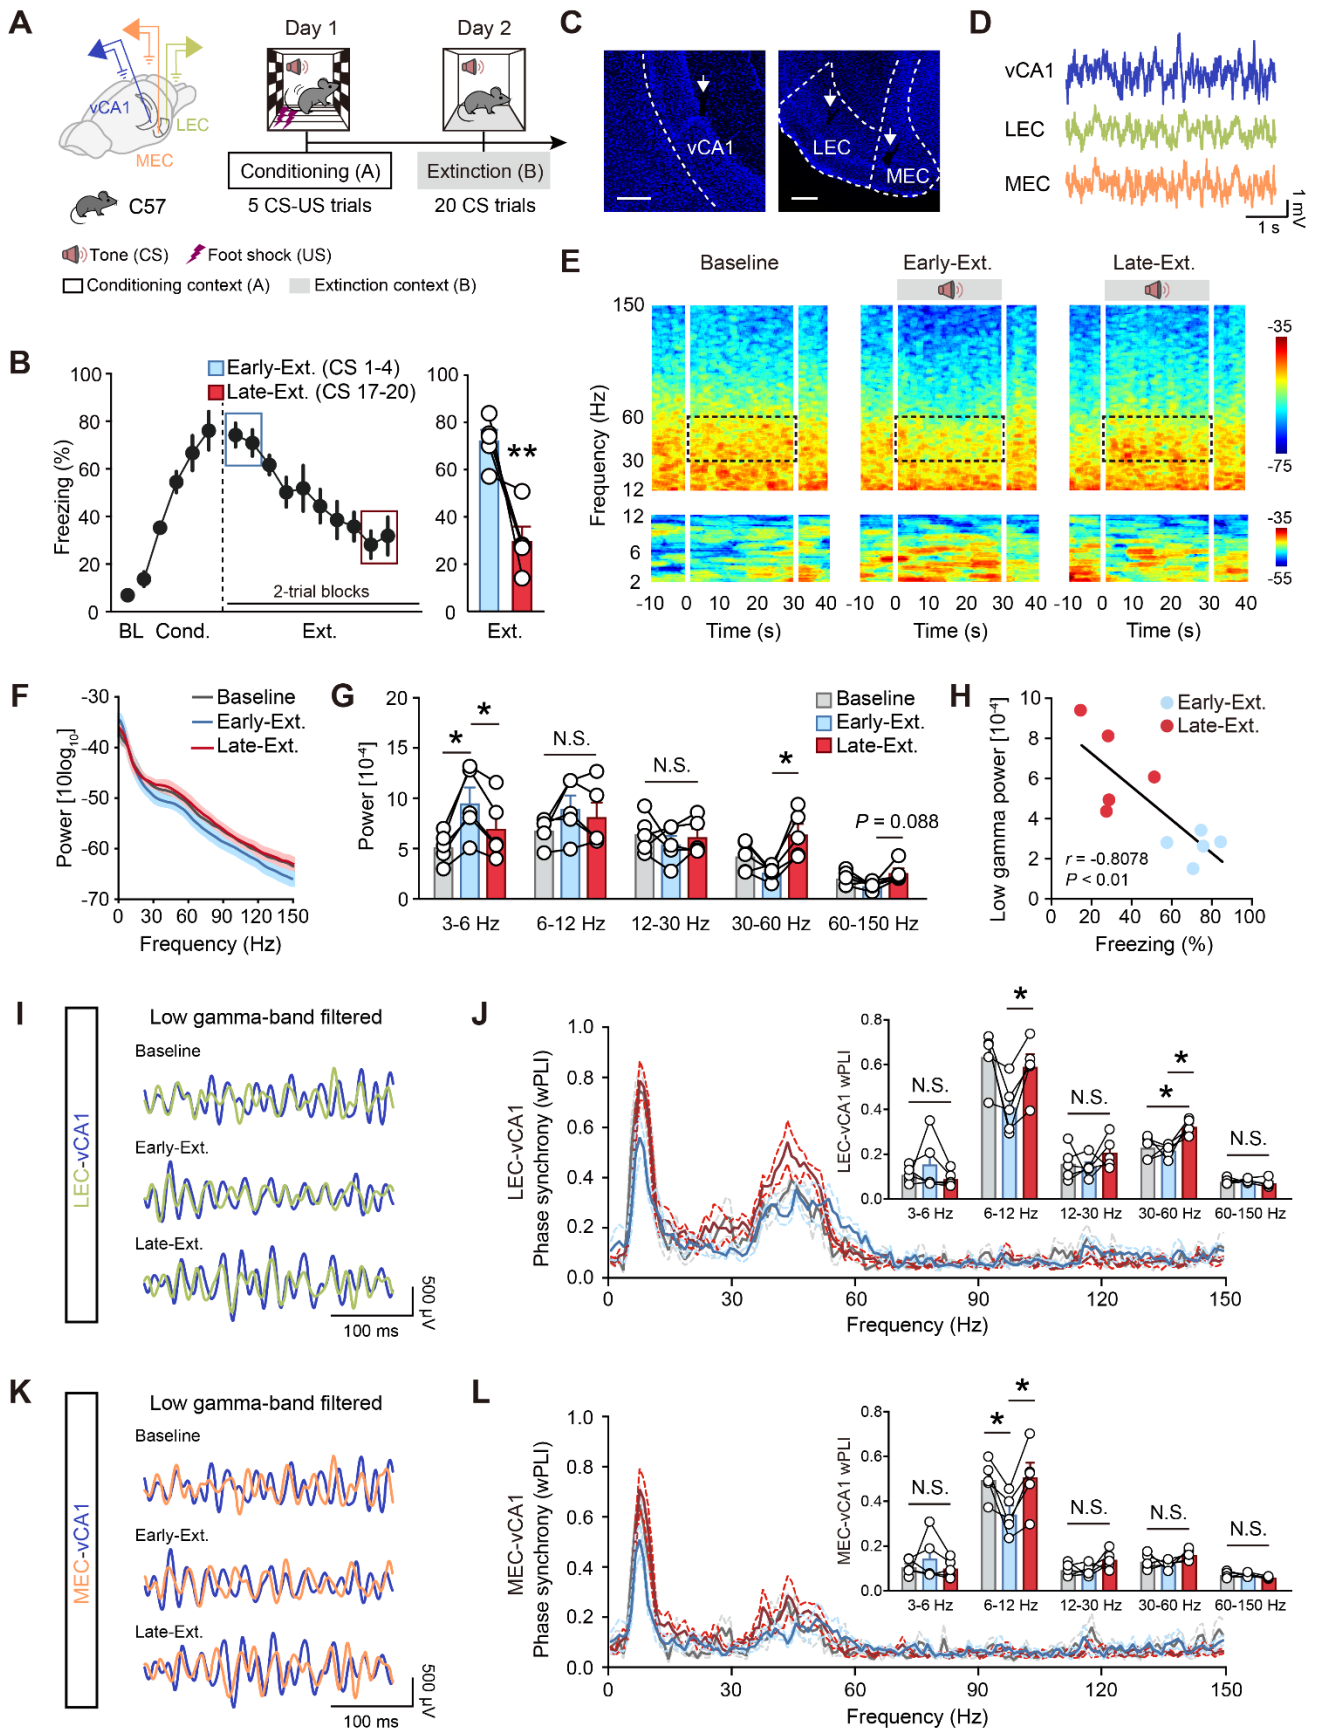 A
vCA1
LEC
MEC
C57
Day 1
Day 2
Conditioning (A)
Extinction (B)
5 CS-US trials
20 CS trials
Tone (CS)
Foot shock (US)
Conditioning context (A)
Extinction context (B)
C
vCA1
LEC
MEC
D
vCA1
LEC
MEC
1 mV
1 s
B
Early-Ext. (CS 1-4)
Late-Ext. (CS 17-20)
Freezing (%)
100
80
60
40
20
0
2-trial blocks
BL Cond. Ext.
100
80
60
40
20
0
**
Ext.
E
Baseline
Early-Ext.
Late-Ext.
Frequency (Hz)
150
60
30
12
12
6
2
-35
-75
-35
-55
-10 0 10 20 30 40
-10 0 10 20 30 40
-10 0 10 20 30 40
Time (s)
Time (s)
Time (s)
F
Baseline
Early-Ext.
Late-Ext.
Power [10log10]
-30
-40
-50
-60
-70
0 30 60 90 120 150
Frequency (Hz)
G
Baseline
Early-Ext.
Late-Ext.
Power [10-4]
20
15
10
5
0
* *
N.S.
N.S.
*
P = 0.088
3-6 Hz 6-12 Hz 12-30 Hz 30-60 Hz 60-150 Hz
H
Early-Ext.
Late-Ext.
Low gamma power [10-4]
10
8
6
4
2
0
r = -0.8078
P < 0.01
0 20 40 60 80 100
Freezing (%)
I
LEC-vCA1
Low gamma-band filtered
Baseline
Early-Ext.
Late-Ext.
500 µV
100 ms
J
LEC-vCA1
Phase synchrony (wPLI)
1.0
0.8
0.6
0.4
0.2
0.0
0 30 60 90 120 150
Frequency (Hz)
LEC-vCA1 wPLI
0.8
0.6
0.4
0.2
0.0
N.S.
*
N.S.
* *
N.S.
3-6 Hz 6-12 Hz 12-30 Hz 30-60 Hz 60-150 Hz
K
MEC-vCA1
Low gamma-band filtered
Baseline
Early-Ext.
Late-Ext.
500 µV
100 ms
L
MEC-vCA1
Phase synchrony (wPLI)
1.0
0.8
0.6
0.4
0.2
0.0
0 30 60 90 120 150
Frequency (Hz)
MEC-vCA1 wPLI
0.8
0.6
0.4
0.2
0.0
N.S.
* *
N.S.
N.S.
N.S.
3-6 Hz 6-12 Hz 12-30 Hz 30-60 Hz 60-150 Hz